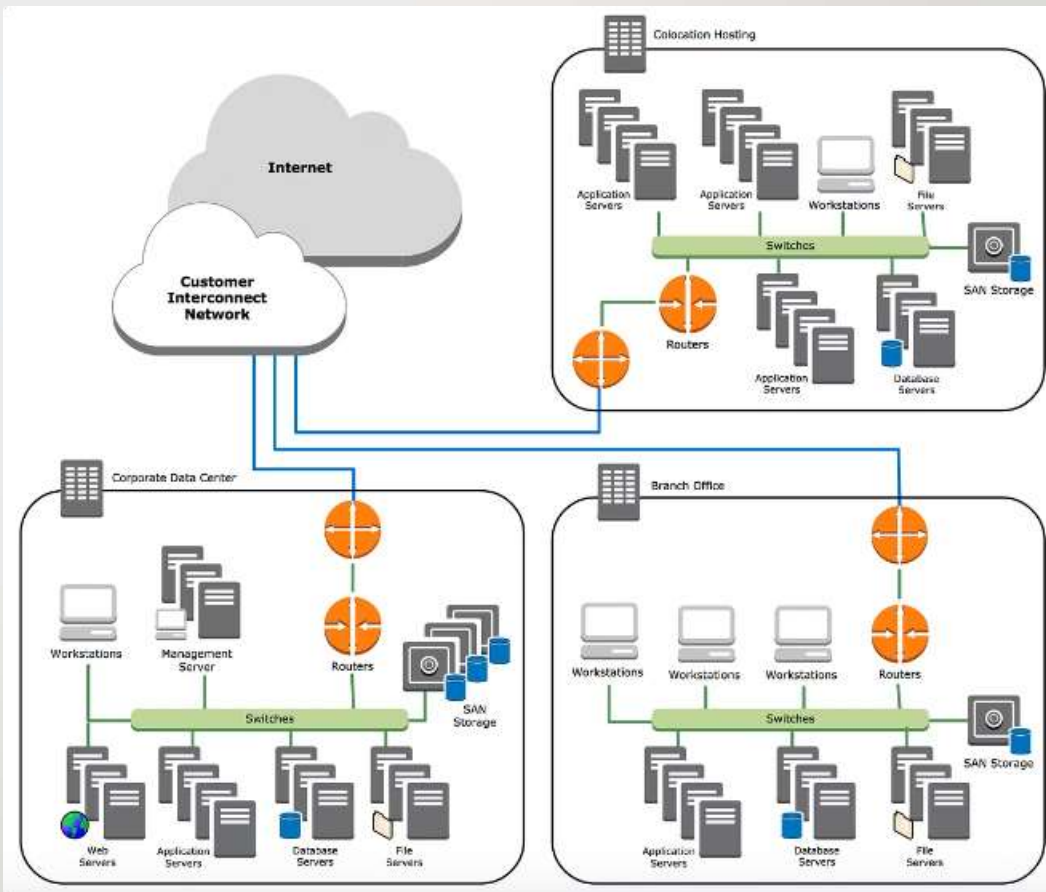 Colocation Hosting
Internet
Application
Servers
Application
Servers
Workstations
File
Servers
Switches
SAN Storage
Customer
Interconnect
Network
Routers
Application
Servers
Database
Servers
Corporate Data Center
Branch Office
Workstations
Management
Server
Routers
SAN
Storage
Switches
Web
Servers
Application
Servers
Database
Servers
File
Servers
Workstations
Workstations
Workstations
Routers
Switches
SAN Storage
Application
Servers
Database
Servers
File
Servers